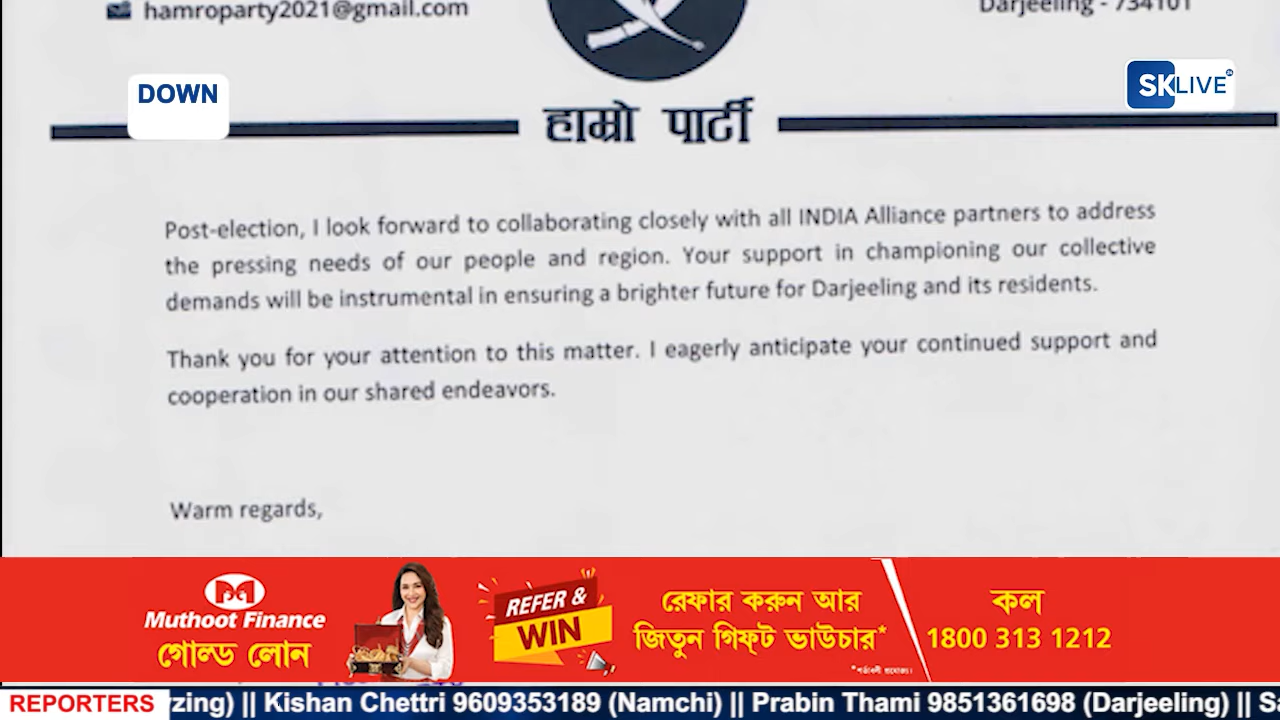 hamroparty2021@gmail.com
Darjeeling - 734101
DOWN
SKLIVE
हाम्रो पार्टी
Post-election, I look forward to collaborating closely with all INDIA Alliance partners to address
the pressing needs of our people and region. Your support in championing our collective
demands will be instrumental in ensuring a brighter future for Darjeeling and its residents.
Thank you for your attention to this matter. I eagerly anticipate your continued support and
cooperation in our shared endeavors.
Warm regards,
Muthoot Finance
গোল্ড লোন
REFER &
WIN
রেফার করুন আর
জিতুন গিফ্ট ভাউচার*
*শর্তাবলী প্রযোজ্য।
কল
1800 313 1212
REPORTERS
zing) || Kishan Chettri 9609353189 (Namchi) || Prabin Thami 9851361698 (Darjeeling) || S